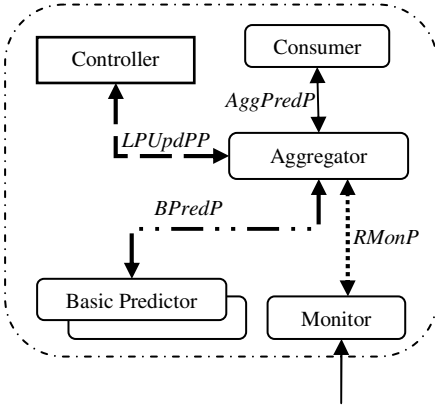 Controller
Consumer
AggPredP
LPUpdPP
Aggregator
BPredP
RMonP
Basic Predictor
Monitor